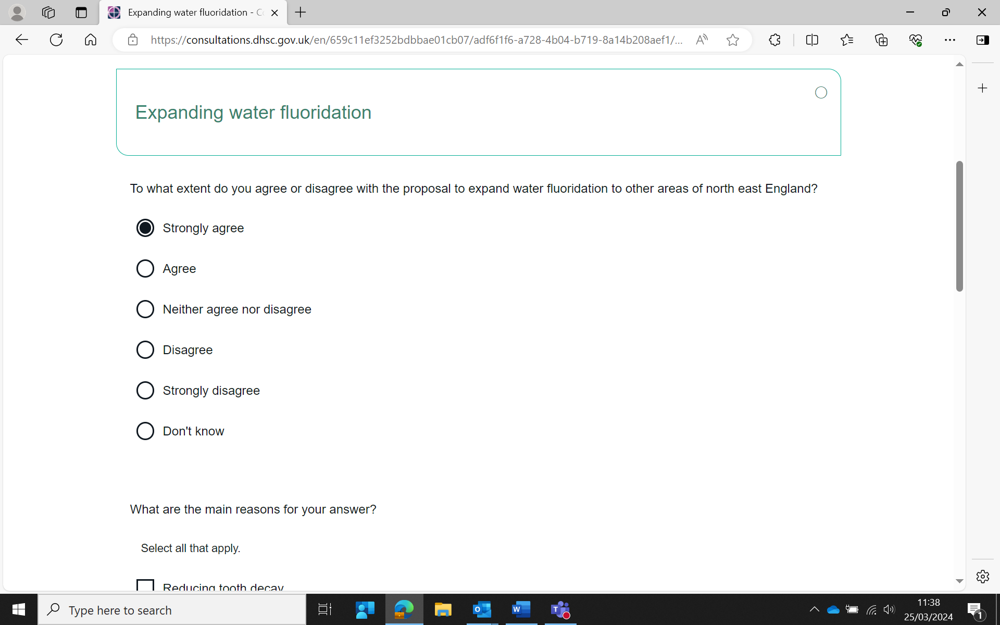 Expanding water fluoridation - Co
https://consultations.dhsc.gov.uk/en/659c11ef3252bdbbae01cb07/adf6f1f6-a728-4b04-b719-8a14b208aef1/...
Expanding water fluoridation
To what extent do you agree or disagree with the proposal to expand water fluoridation to other areas of north east England?
Strongly agree
Agree
Neither agree nor disagree
Disagree
Strongly disagree
Don't know
What are the main reasons for your answer?
Select all that apply.
Reducing tooth decay
Type here to search
11:38
25/03/2024
1